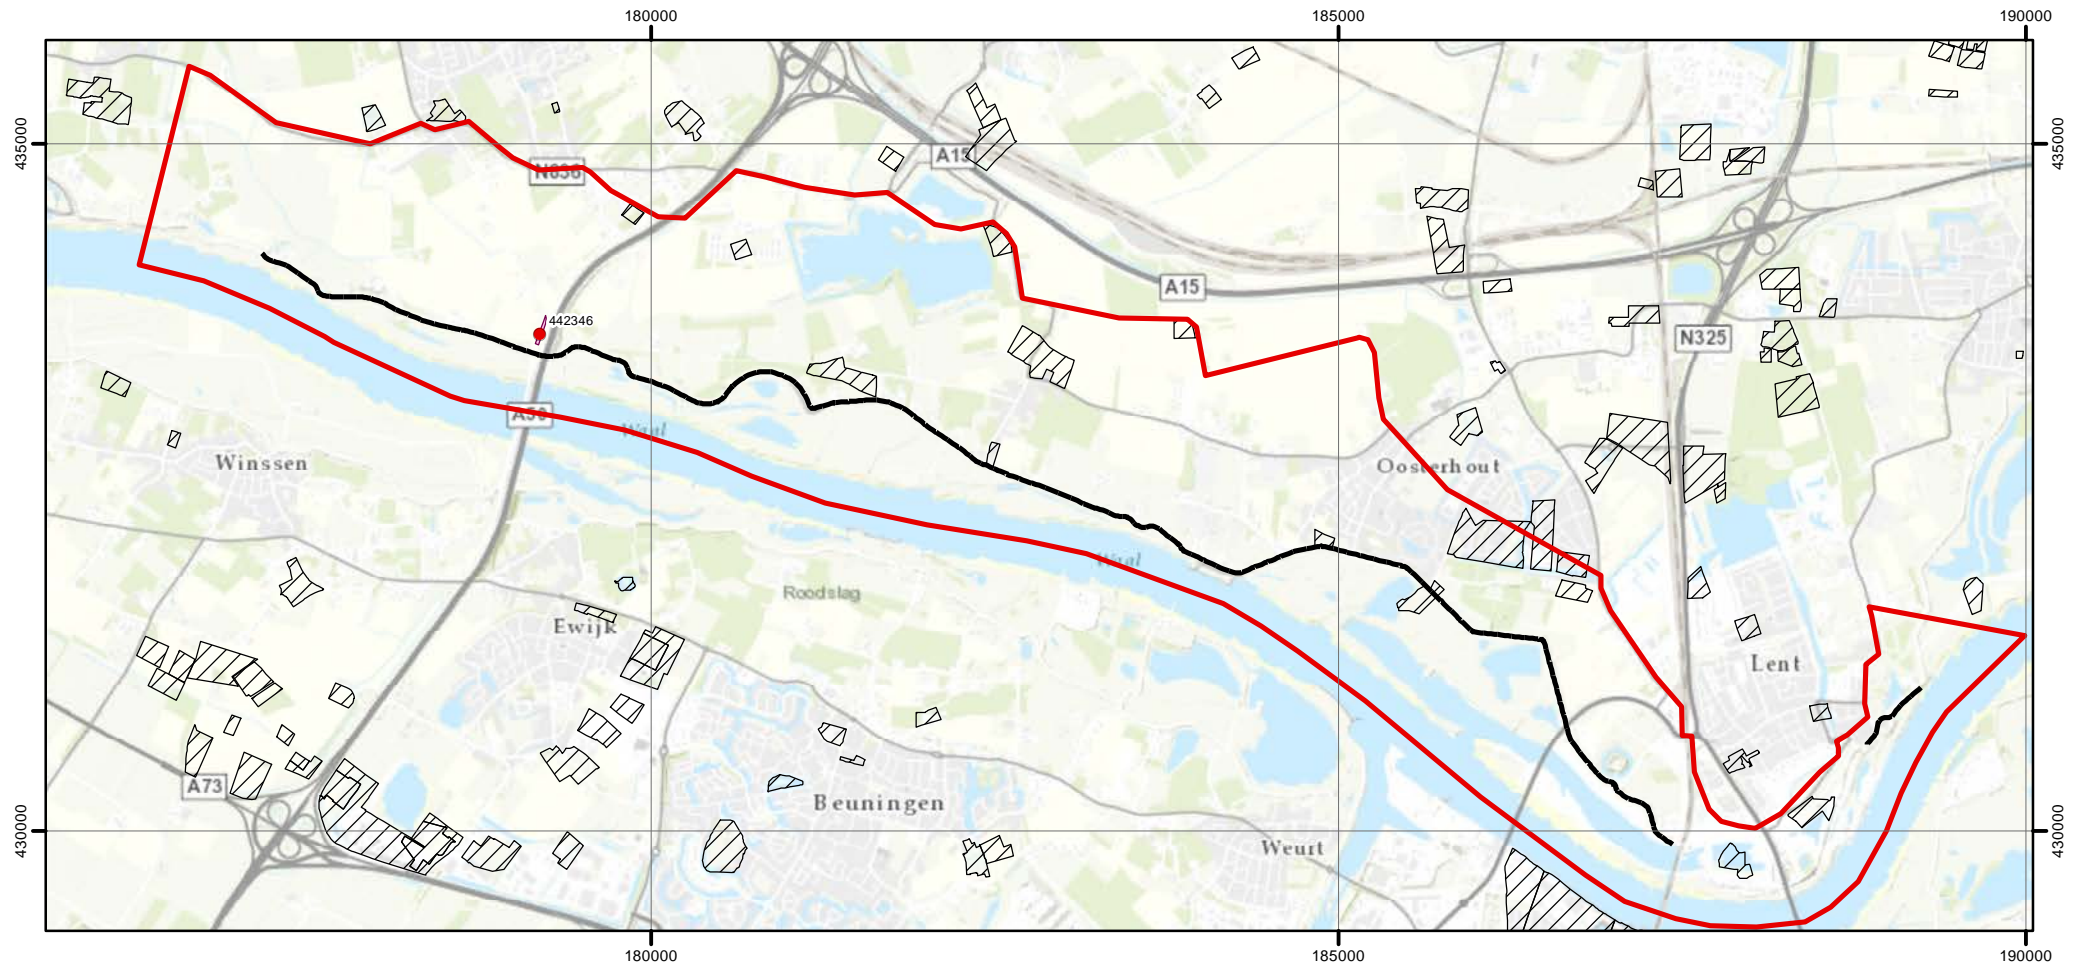 180000
185000
190000
435000
435000
A15
N836
A15
442346
N325
A50
Waal
Winssen
Oosterhout
Waal
Roodslag
Ewijk
Lent
A73
Beuningen
430000
430000
Weurt
180000
185000
190000